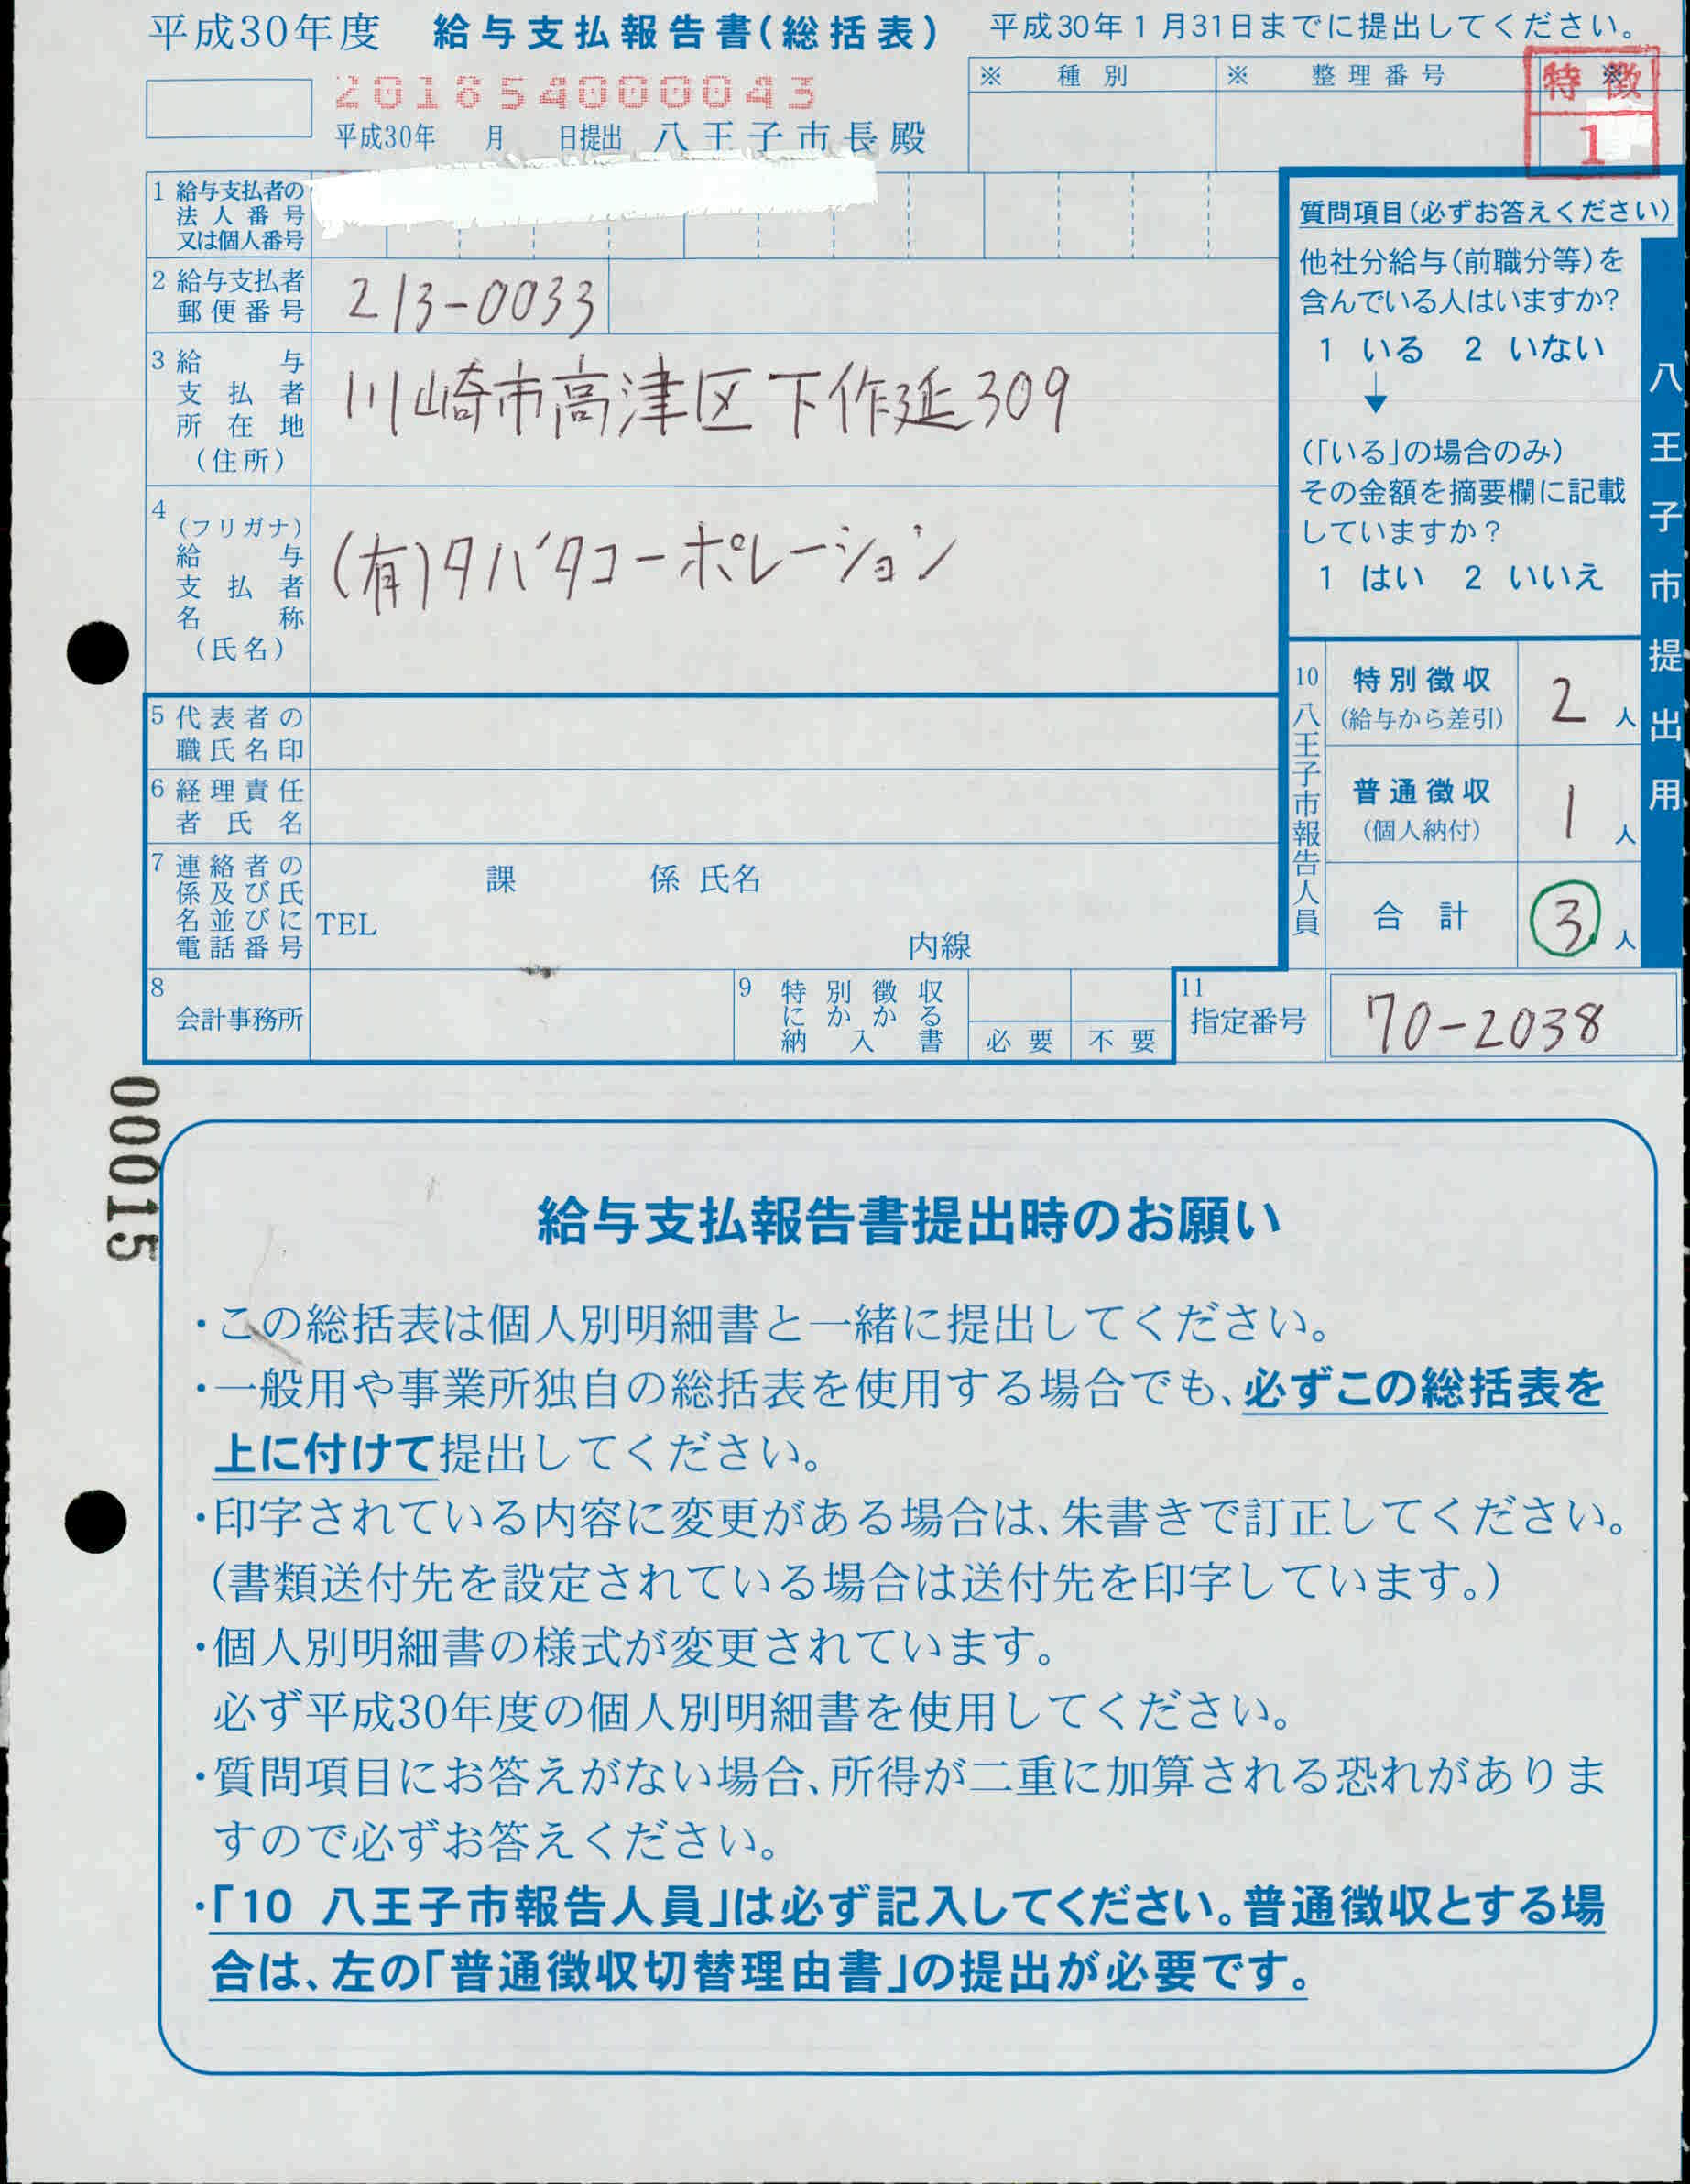 平成30年度 給与支払報告書(総括表) 平成30年1月31日までに提出してください。
201854000043
平成30年 月 日提出 八王子市長殿
※ 種別 ※ 整理番号 ※
特徴
1
1 給与支払者の
法人番号
又は個人番号
2 給与支払者
郵便番号
213-0033
3 給与
支払者
所在地
(住所)
川崎市高津区下作延309
4
(フリガナ)
給与
支払者
名称
(氏名)
(有)タバタコーポレーション
5 代表者の
職氏名印
6 経理責任
者氏名
7 連絡者の
係及び氏
名並びに
電話番号
課 係 氏名
TEL
内線
8
会計事務所
9 特別徴収
にかかる
納入書
必要 不要
質問項目(必ずお答えください)
他社分給与(前職分等)を
含んでいる人はいますか?
1 いる 2 いない
(「いる」の場合のみ)
その金額を摘要欄に記載
していますか?
1 はい 2 いいえ
10 八王子市報告人員
特別徴収
(給与から差引)
2人
普通徴収
(個人納付)
1人
合計
3人
11
指定番号
70-2038
八王子市提出用
00015
給与支払報告書提出時のお願い
・この総括表は個人別明細書と一緒に提出してください。
・一般用や事業所独自の総括表を使用する場合でも、必ずこの総括表を
上に付けて提出してください。
・印字されている内容に変更がある場合は、朱書きで訂正してください。
(書類送付先を設定されている場合は送付先を印字しています。)
・個人別明細書の様式が変更されています。
必ず平成30年度の個人別明細書を使用してください。
・質問項目にお答えがない場合、所得が二重に加算される恐れがありま
すので必ずお答えください。
・「10 八王子市報告人員」は必ず記入してください。普通徴収とする場
合は、左の「普通徴収切替理由書」の提出が必要です。